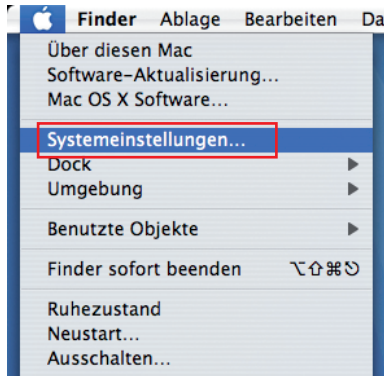 Finder Ablage Bearbeiten Da
Über diesen Mac
Software-Aktualisierung...
Mac OS X Software...
Systemeinstellungen...
Dock
Umgebung
Benutzte Objekte
Finder sofort beenden ⌥⇧⌘⎋
Ruhezustand
Neustart...
Ausschalten...